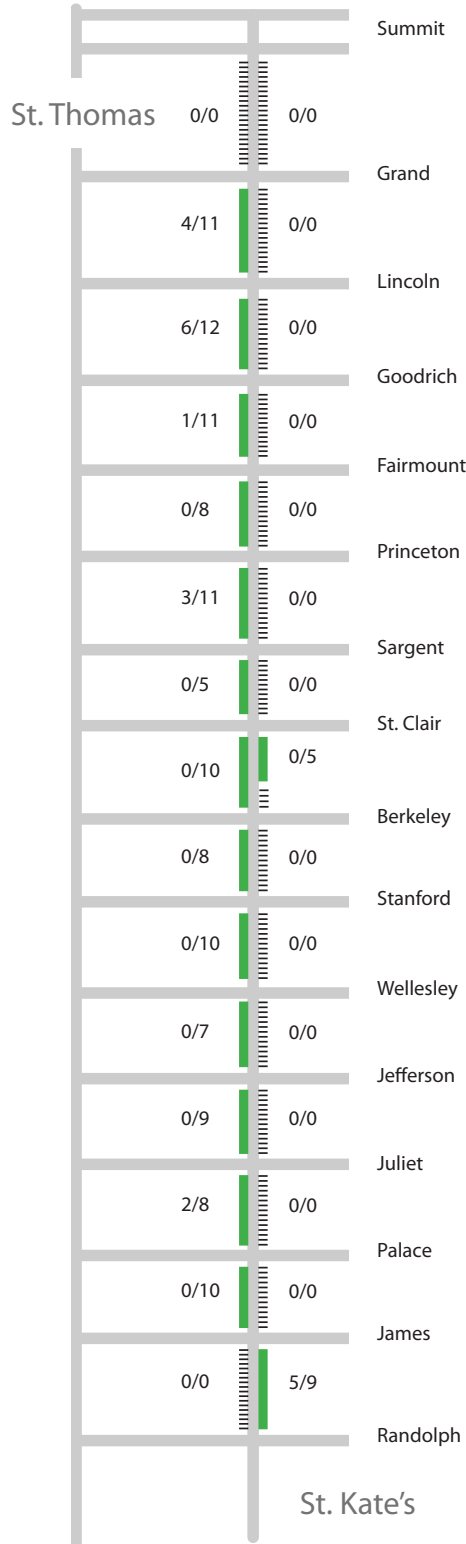 Summit
St. Thomas 0/0 0/0
Grand
4/11 0/0
Lincoln
6/12 0/0
Goodrich
1/11 0/0
Fairmount
0/8 0/0
Princeton
3/11 0/0
Sargent
0/5 0/0
St. Clair
0/10 0/5
Berkeley
0/8 0/0
Stanford
0/10 0/0
Wellesley
0/7 0/0
Jefferson
0/9 0/0
Juliet
2/8 0/0
Palace
0/10 0/0
James
0/0 5/9
Randolph
St. Kate's